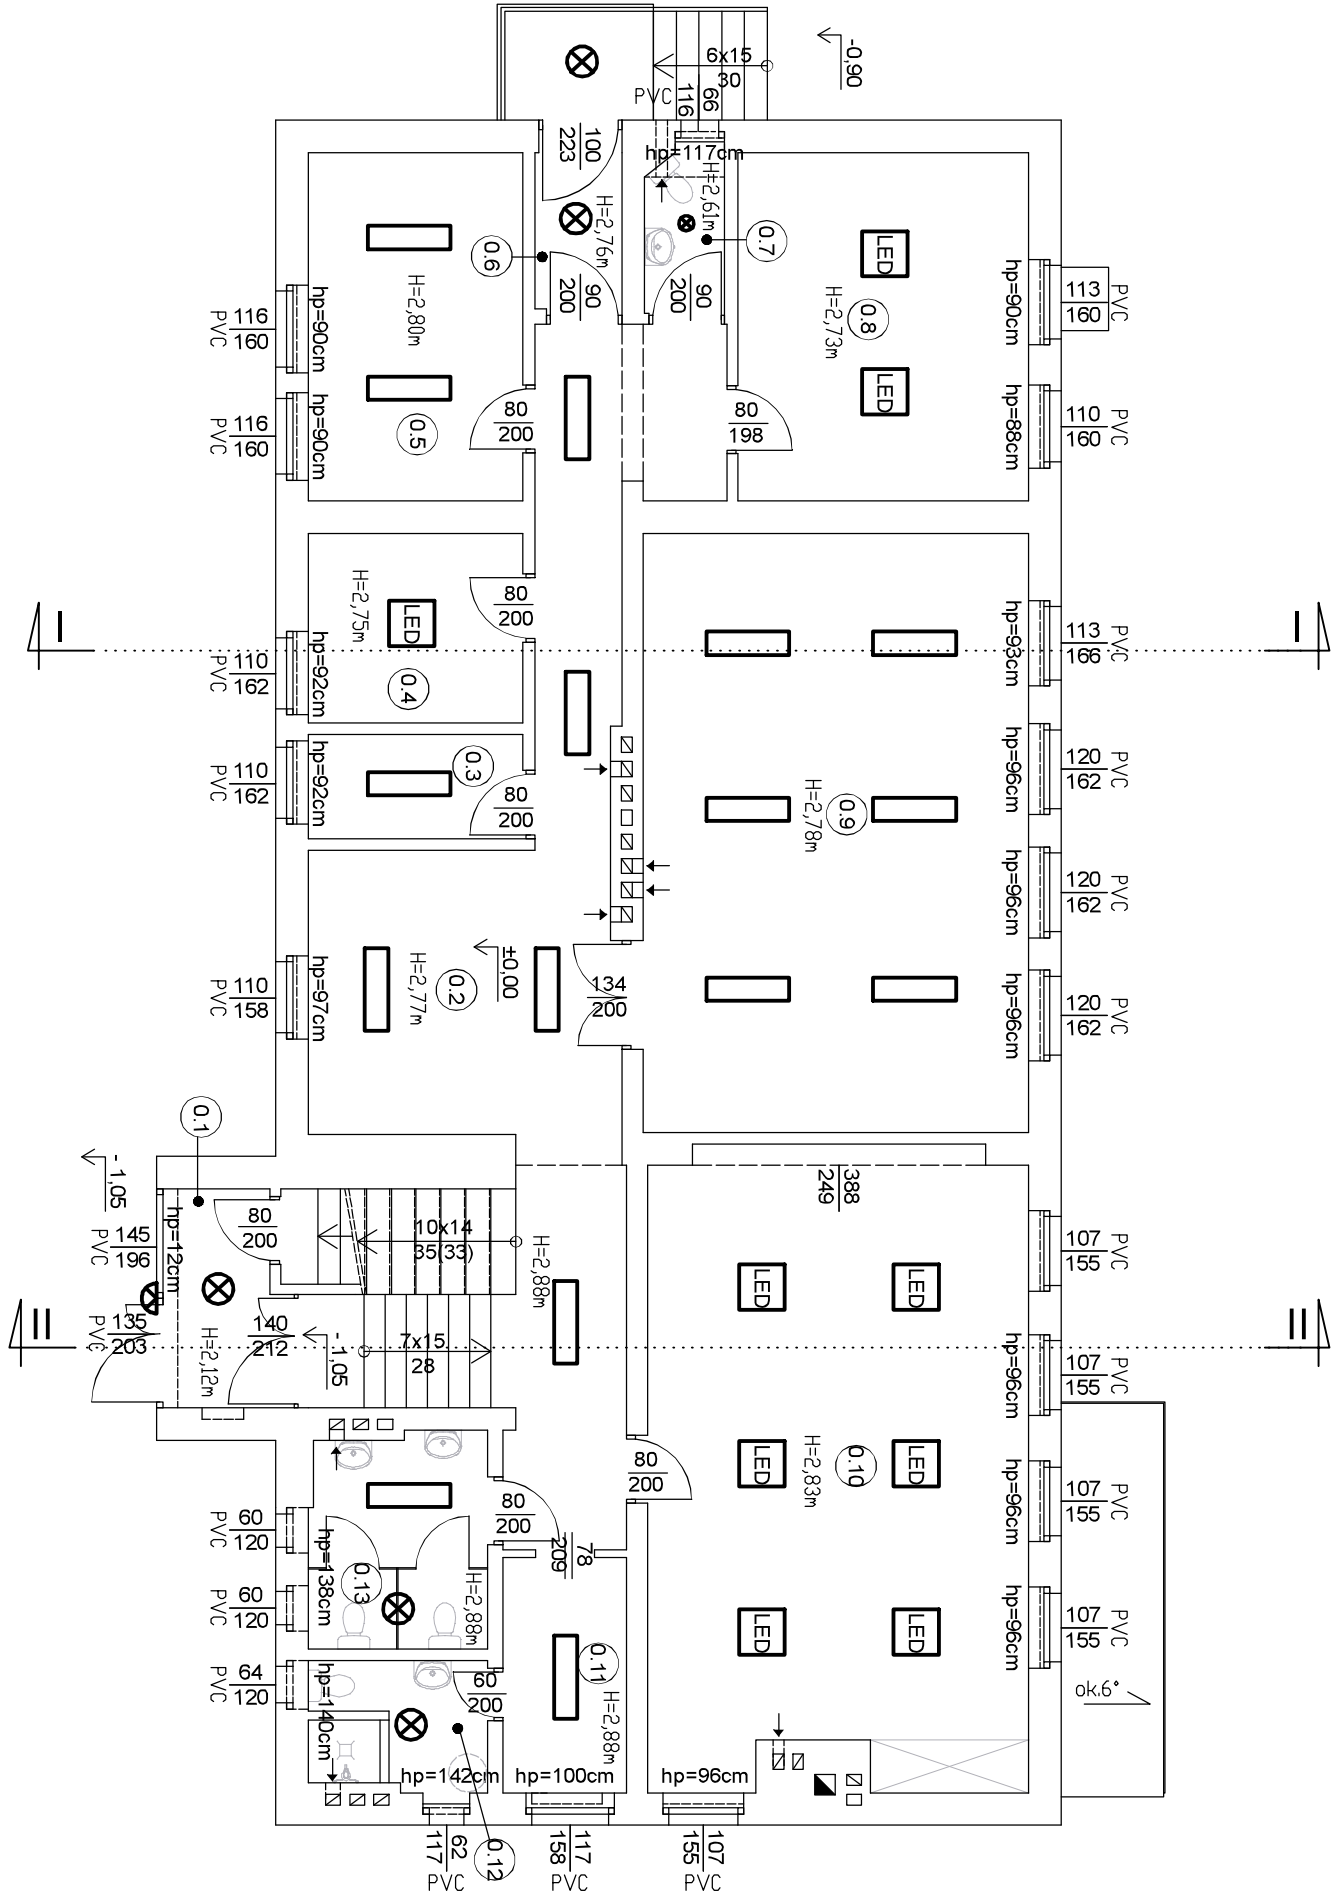 6x15
30
-0,90
PVC
66
116
100
223
hp=117cm
H=2,61m
H=2,76m
0.6
0.7
LED
90
200
90
200
H=2,80m
hp=90cm
116
160
PVC
H=2,73m
0.8
hp=90cm
113
160
PVC
LED
hp=90cm
116
160
PVC
0.5
80
200
80
198
hp=88cm
110
160
PVC
H=2,75m
LED
80
200
I
I
hp=92cm
110
162
PVC
0.4
hp=93cm
113
166
PVC
hp=92cm
110
162
PVC
0.3
80
200
H=2,78m
0.9
hp=96cm
120
162
PVC
hp=96cm
120
162
PVC
hp=97cm
110
158
PVC
H=2,77m
0.2
±0,00
134
200
hp=96cm
120
162
PVC
0.1
- 1,05
388
249
145
196
PVC
hp=12cm
80
200
10x14
35(33)
H=2,88m
107
155
PVC
LED
LED
II
II
135
203
PVC
H=2,12m
140
212
-1,05
7x15
28
hp=96cm
107
155
PVC
80
200
LED
H=2,83m
0.10
LED
hp=96cm
107
155
PVC
60
120
PVC
80
200
78
209
hp=138cm
0.13
H=2,88m
60
120
PVC
LED
LED
hp=96cm
107
155
PVC
64
120
PVC
hp=140cm
60
200
0.11
H=2,88m
ok.6°
hp=142cm
hp=100cm
hp=96cm
62
117
PVC
0.12
117
158
PVC
107
155
PVC